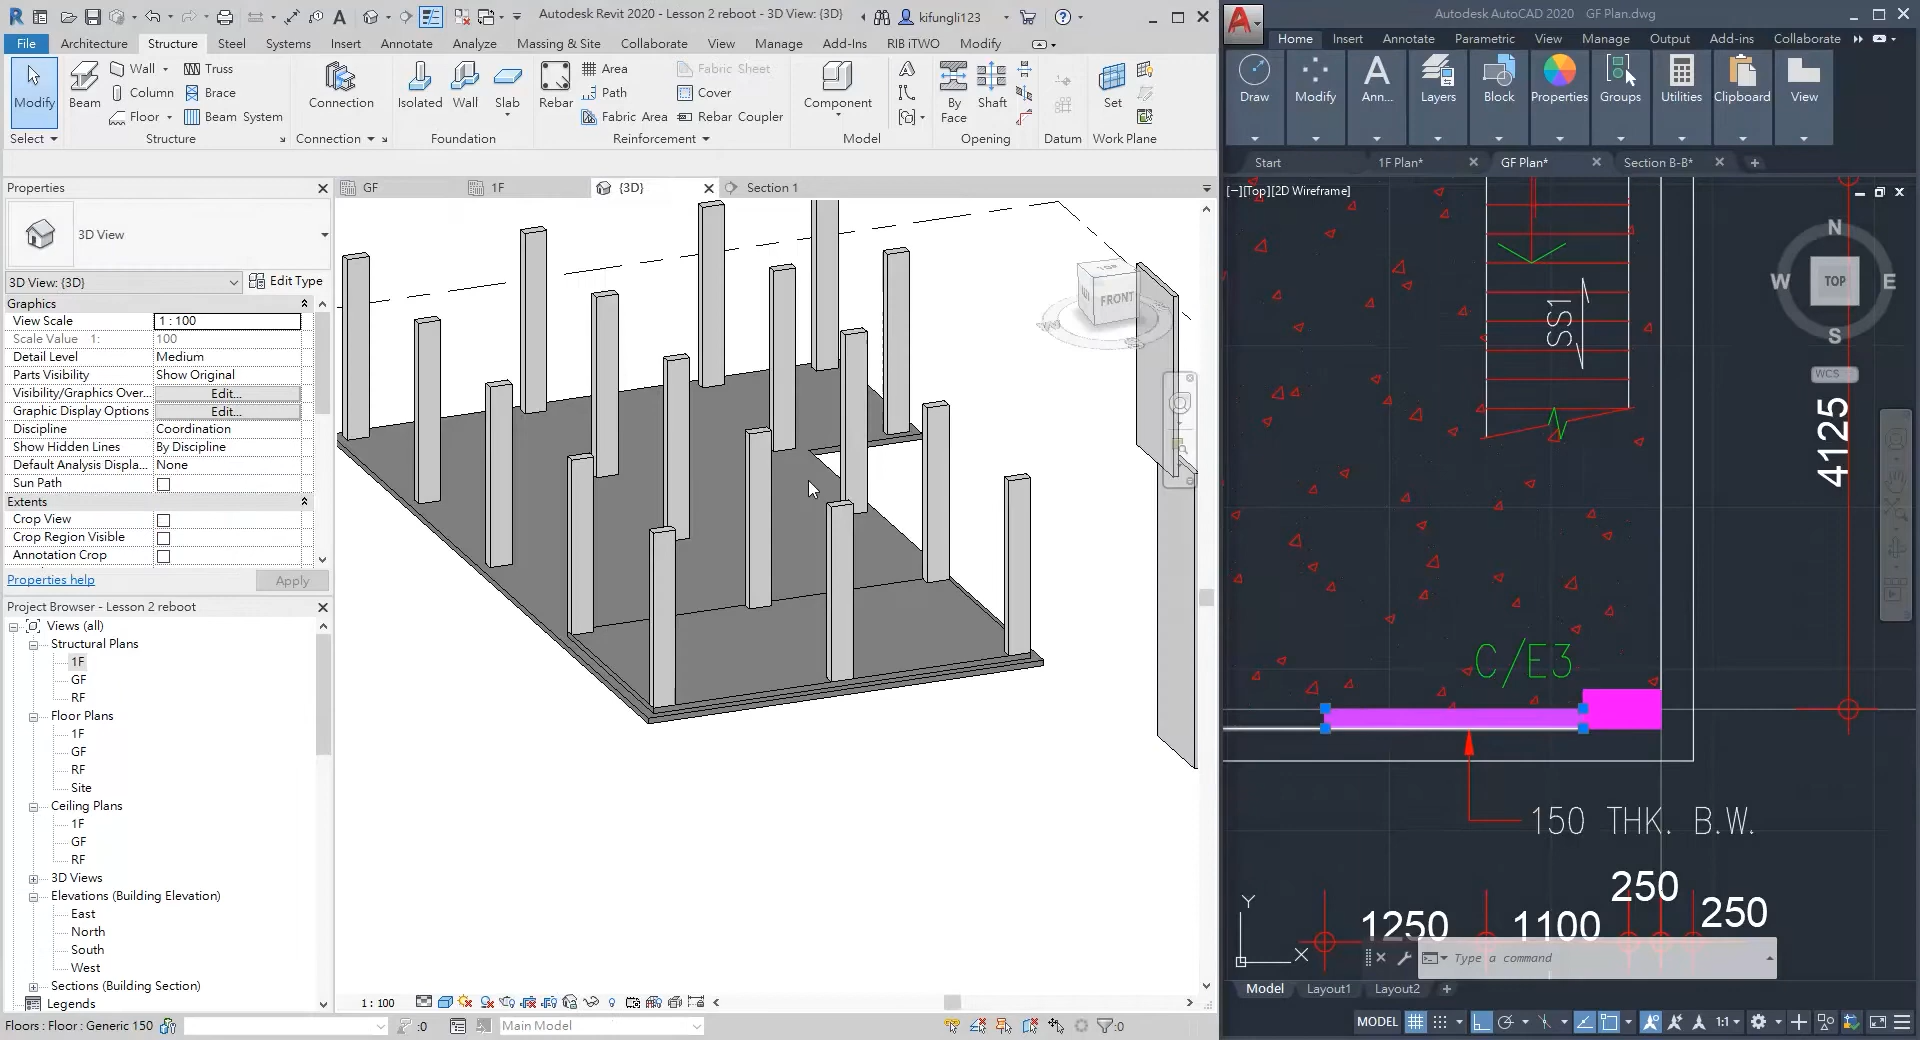 Autodesk Revit 2020 - Lesson 2 reboot - 3D View: {3D}
kifungli123
File Architecture Structure Steel Systems Insert Annotate Analyze Massing & Site Collaborate View Manage Add-Ins RIB iTWO Modify
Modify
Beam
Wall
Column
Floor
Truss
Brace
Beam System
Connection
Isolated
Wall
Slab
Rebar
Area
Path
Fabric Area
Fabric Sheet
Cover
Rebar Coupler
Component
By Face
Shaft
Set
Select
Structure
Connection
Foundation
Reinforcement
Model
Opening
Datum
Work Plane
Properties
GF
1F
{3D}
Section 1
3D View
3D View: {3D}
Edit Type
Graphics
View Scale 1 : 100
Scale Value 1: 100
Detail Level Medium
Parts Visibility Show Original
Visibility/Graphics Over... Edit...
Graphic Display Options Edit...
Discipline Coordination
Show Hidden Lines By Discipline
Default Analysis Displa... None
Sun Path
Extents
Crop View
Crop Region Visible
Annotation Crop
Properties help
Apply
Project Browser - Lesson 2 reboot
Views (all)
Structural Plans
1F
GF
RF
Floor Plans
1F
GF
RF
Site
Ceiling Plans
1F
GF
RF
3D Views
Elevations (Building Elevation)
East
North
South
West
Sections (Building Section)
Legends
TOP
FRONT
1 : 100
Floors : Floor : Generic 150
:0
Main Model
:0
Autodesk AutoCAD 2020 GF Plan.dwg
Home Insert Annotate Parametric View Manage Output Add-ins Collaborate
Draw
Modify
Ann...
Layers
Block
Properties
Groups
Utilities
Clipboard
View
Start
1F Plan*
GF Plan*
Section B-B*
[−][Top][2D Wireframe]
N
W
TOP
E
S
WCS
SS1
4125
C/E3
150 THK. B.W.
1250
1100
250
250
Y
X
Type a command
Model
Layout1
Layout2
MODEL
1:1